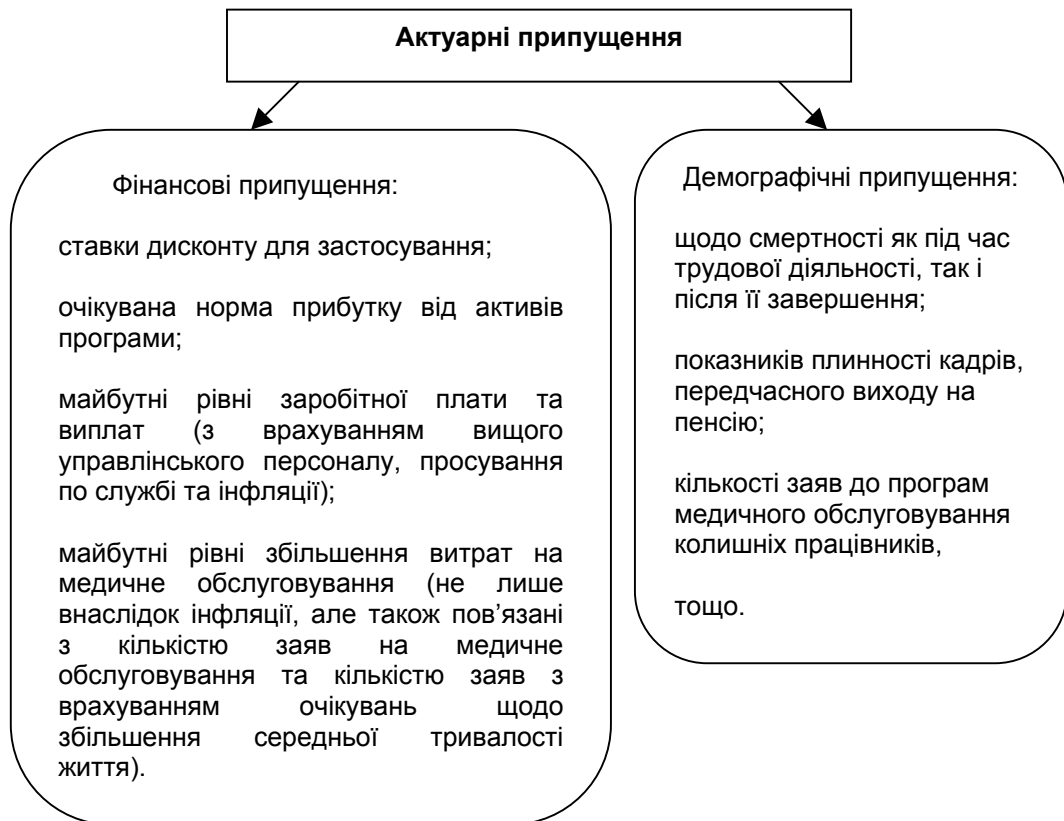 Актуарні припущення
Фінансові припущення:
ставки дисконту для застосування;
очікувана норма прибутку від активів
програми;
майбутні рівні заробітної плати та
виплат (з врахуванням вищого
управлінського персоналу, просування
по службі та інфляції);
майбутні рівні збільшення витрат на
медичне обслуговування (не лише
внаслідок інфляції, але також пов’язані
з кількістю заяв на медичне
обслуговування та кількістю заяв з
врахуванням очікувань щодо
збільшення середньої тривалості
життя).
Демографічні припущення:
щодо смертності як під час
трудової діяльності, так і
після її завершення;
показників плинності кадрів,
передчасного виходу на
пенсію;
кількості заяв до програм
медичного обслуговування
колишніх працівників,
тощо.